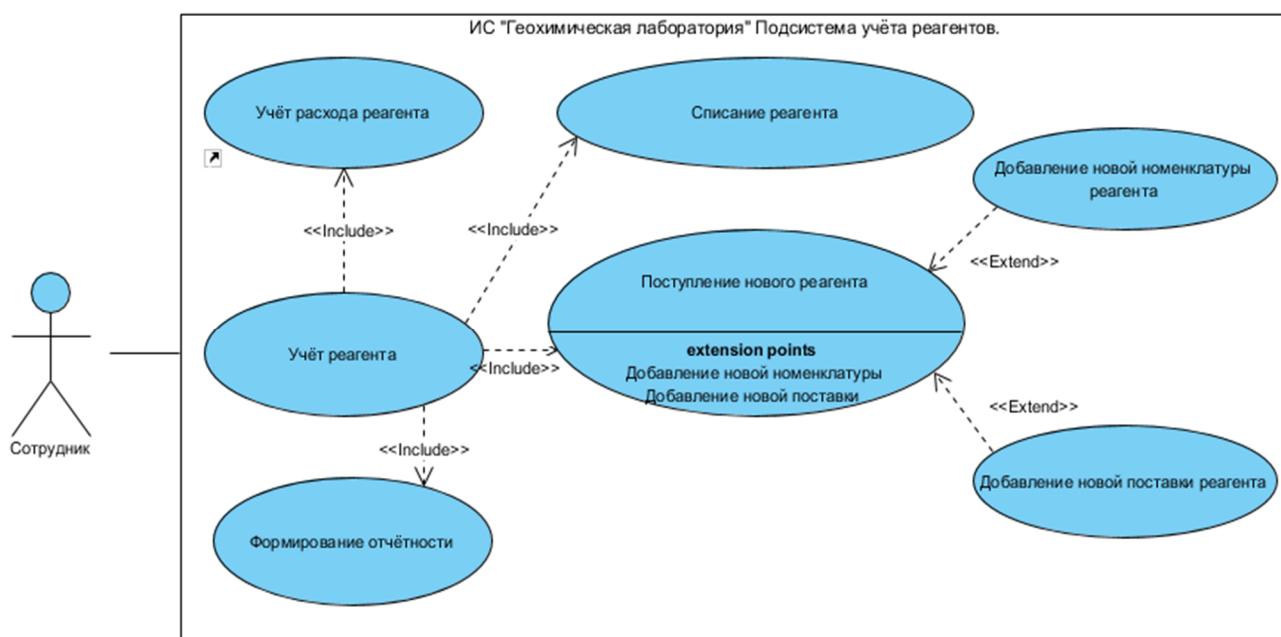 ИС "Геохимическая лаборатория" Подсистема учёта реагентов.
Учёт расхода реагента
Списание реагента
Добавление новой номенклатуры
реагента
<<Include>>
<<Include>>
<<Extend>>
Поступление нового реагента
Учёт реагента
extension points
<<Include>>
Добавление новой номенклатуры
Добавление новой поставки
<<Extend>>
Сотрудник
<<Include>>
Добавление новой поставки реагента
Формирование отчётности